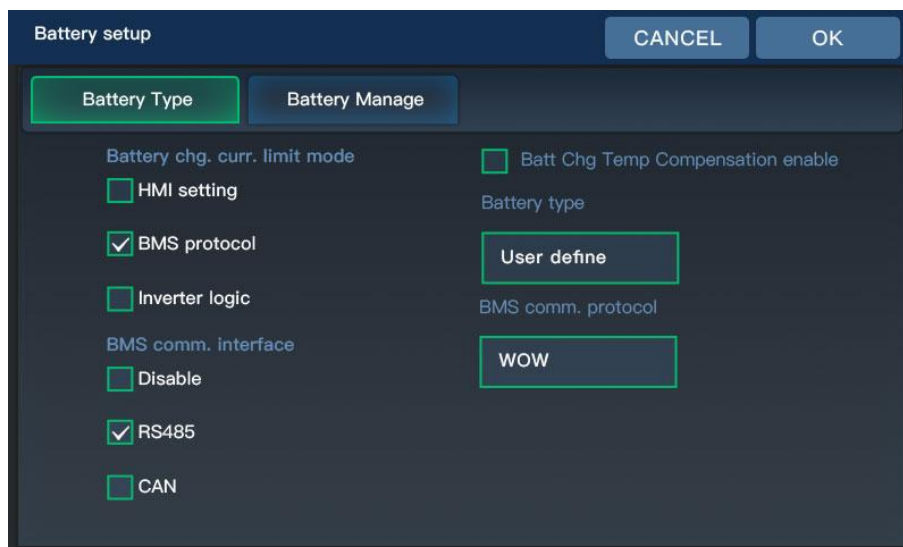 Battery setup
CANCEL
OK
Battery Type
Battery Manage
Battery chg. curr. limit mode
HMI setting
BMS protocol
Inverter logic
BMS comm. interface
Disable
RS485
CAN
Batt Chg Temp Compensation enable
Battery type
User define
BMS comm. protocol
WOW